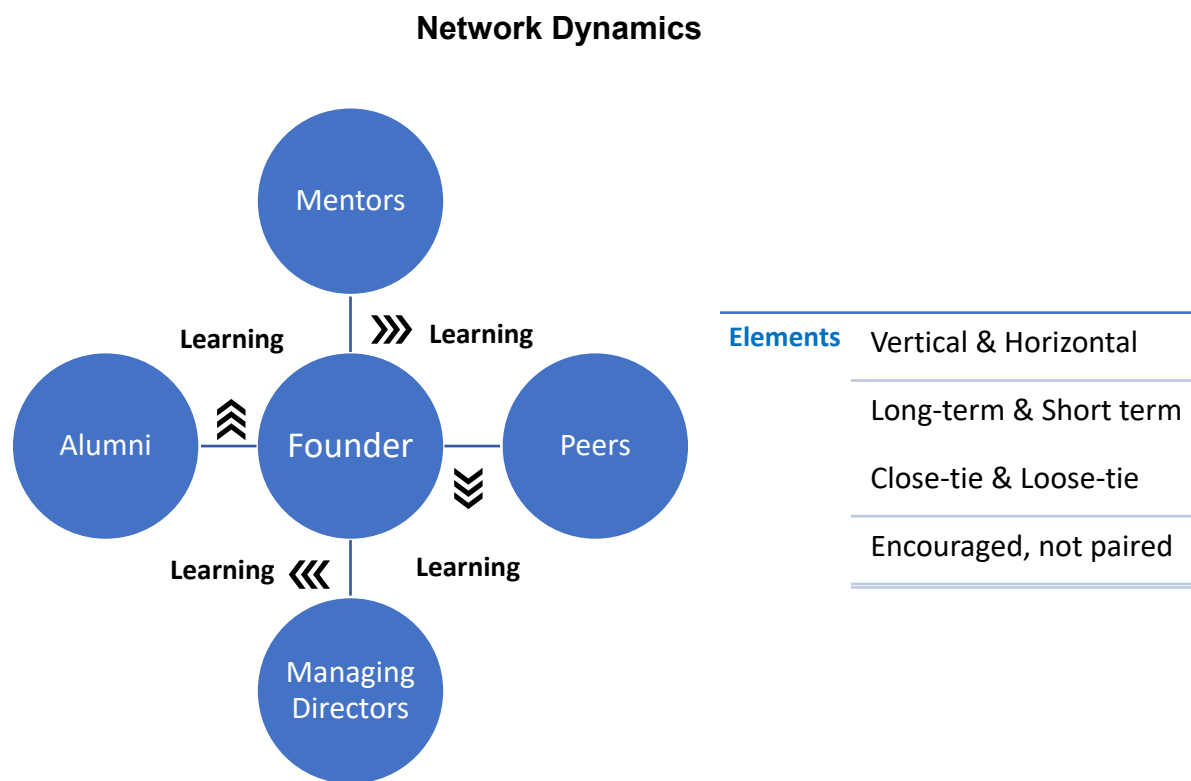 Network Dynamics
Mentors
Learning
Learning
Alumni
Founder
Peers
Learning
Learning
Managing
Directors
Elements
Vertical & Horizontal
Long-term & Short term
Close-tie & Loose-tie
Encouraged, not paired